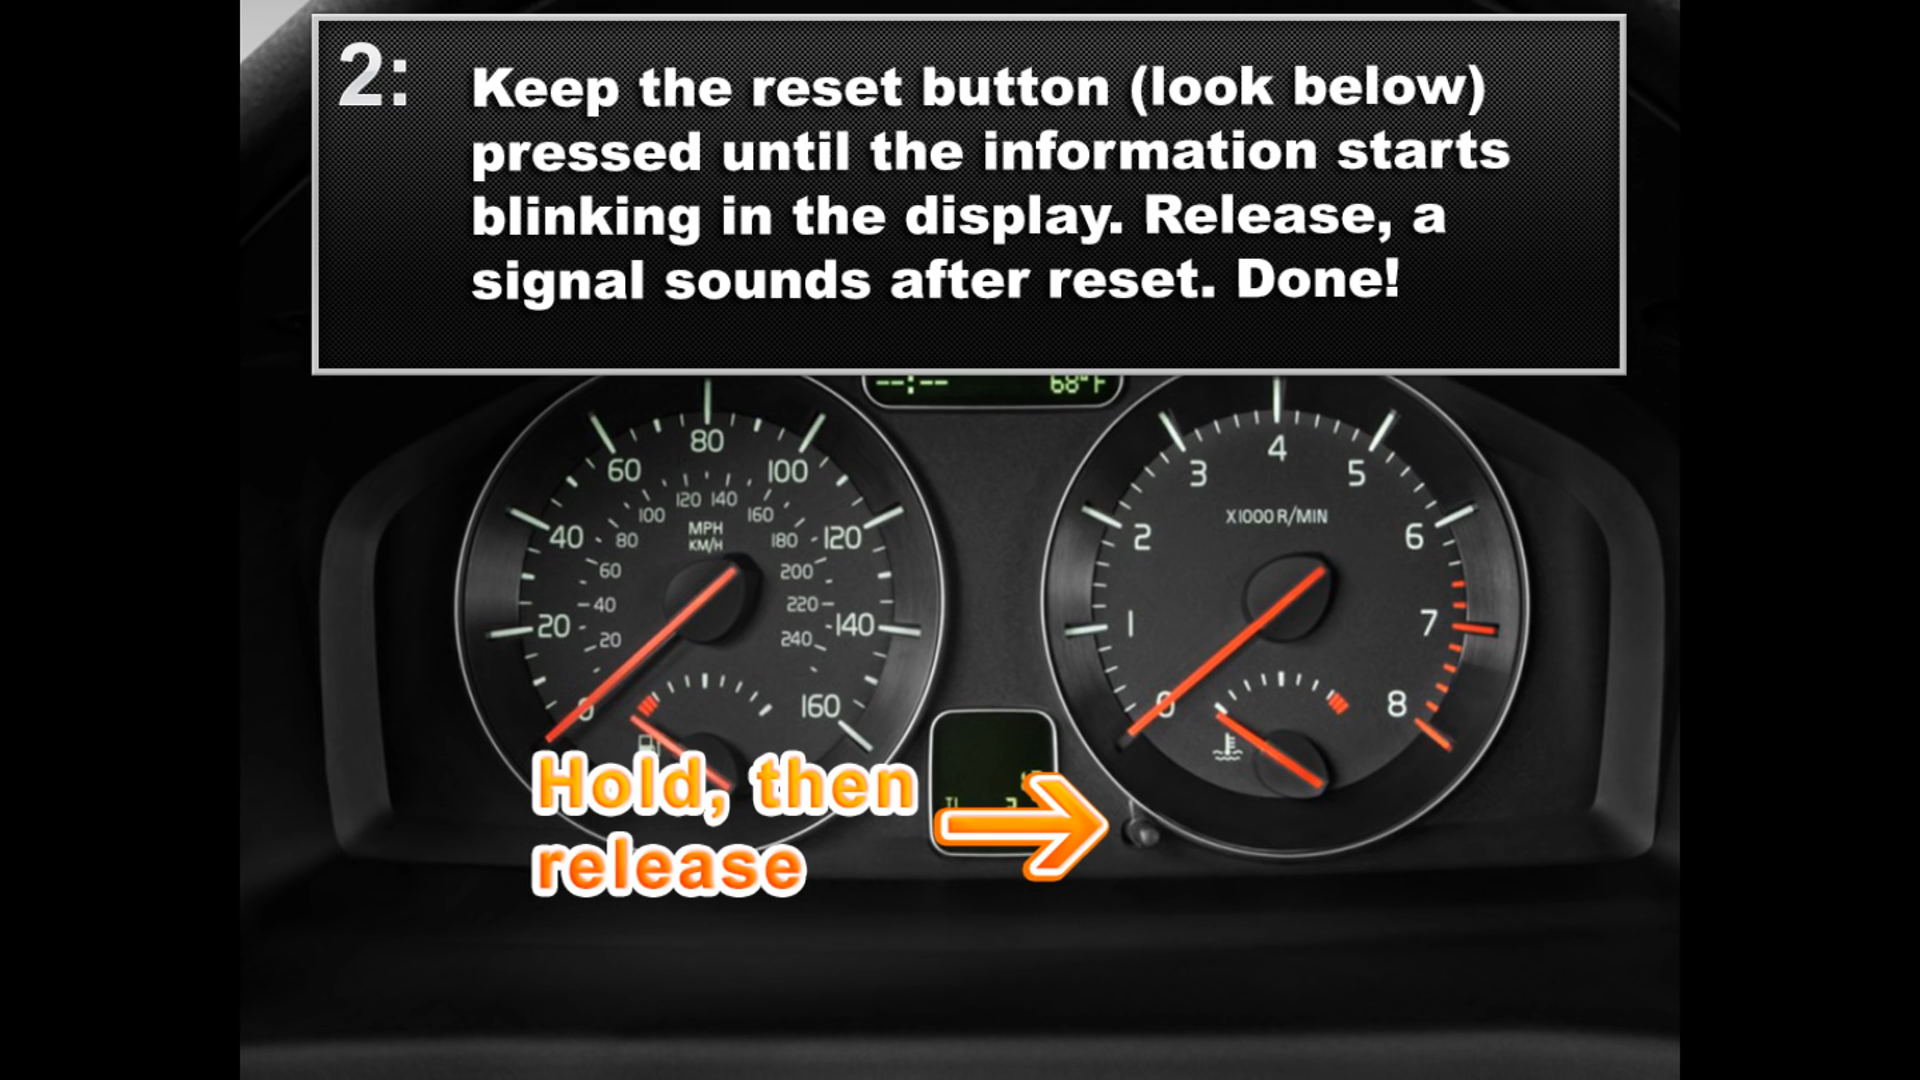 2:
Keep the reset button (look below)
pressed until the information starts
blinking in the display. Release, a
signal sounds after reset. Done!
--:-- 68°F
80
60 100
120 140
100 160
MPH
KM/H
40 80 180 120
60 200
40 220
20 20 240 140
0 160
4
3 5
X1000 R/MIN
2 6
1 7
0 8
Hold, then
release